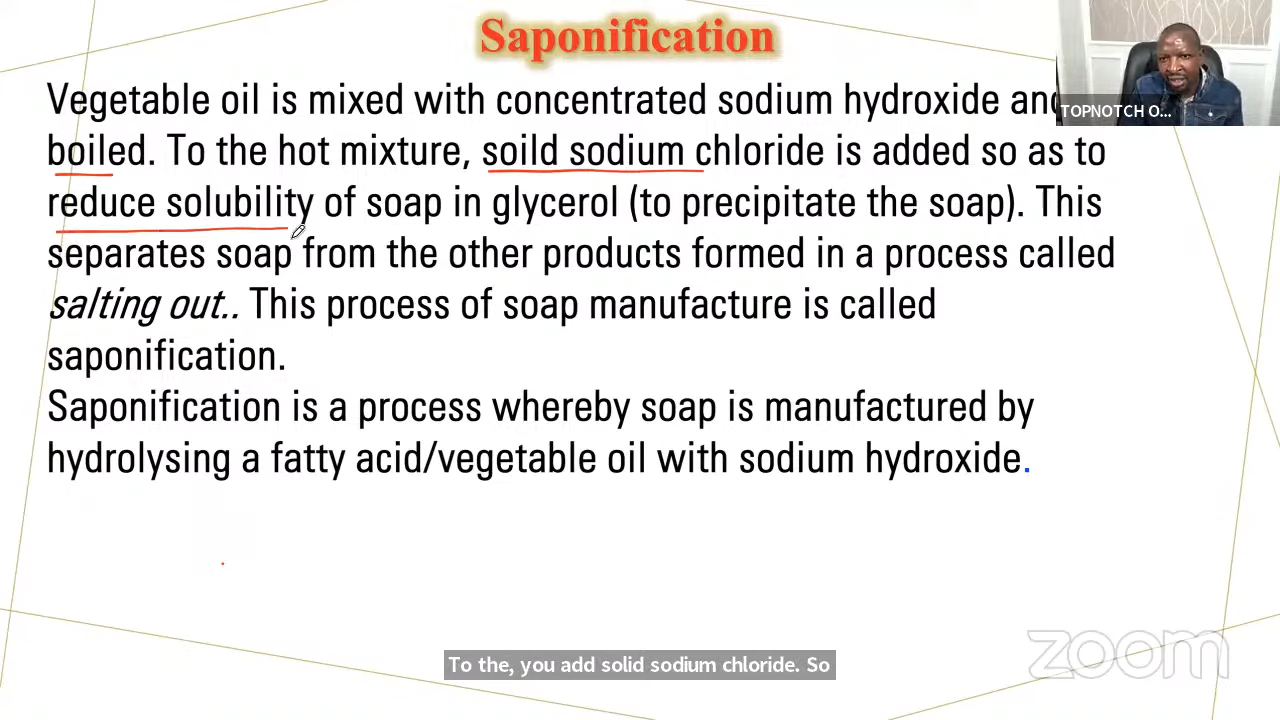 Saponification
Vegetable oil is mixed with concentrated sodium hydroxide and
TOPNOTCH O...
boiled. To the hot mixture, soild sodium chloride is added so as to
reduce solubility of soap in glycerol (to precipitate the soap). This
separates soap from the other products formed in a process called
salting out.. This process of soap manufacture is called
saponification.
Saponification is a process whereby soap is manufactured by
hydrolysing a fatty acid/vegetable oil with sodium hydroxide.
zoom
To the, you add solid sodium chloride. So